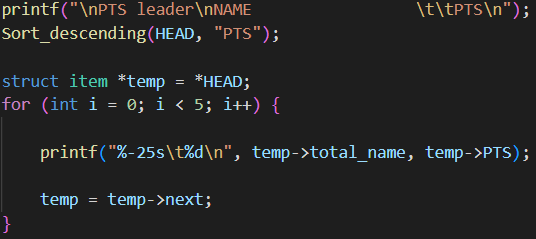 printf("\nPTS leader\nNAME                \t\tPTS\n");
Sort_descending(HEAD, "PTS");
struct item *temp = *HEAD;
for (int i = 0; i < 5; i++) {
    printf("%-25s\t%d\n", temp->total_name, temp->PTS);
    temp = temp->next;
}